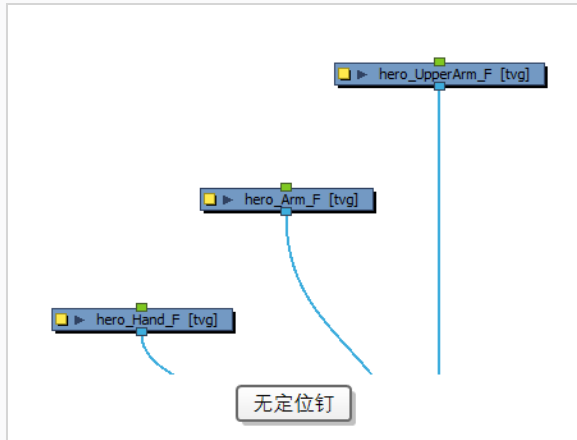 hero_UpperArm_F [tvg]
hero_Arm_F [tvg]
hero_Hand_F [tvg]
无定位钉